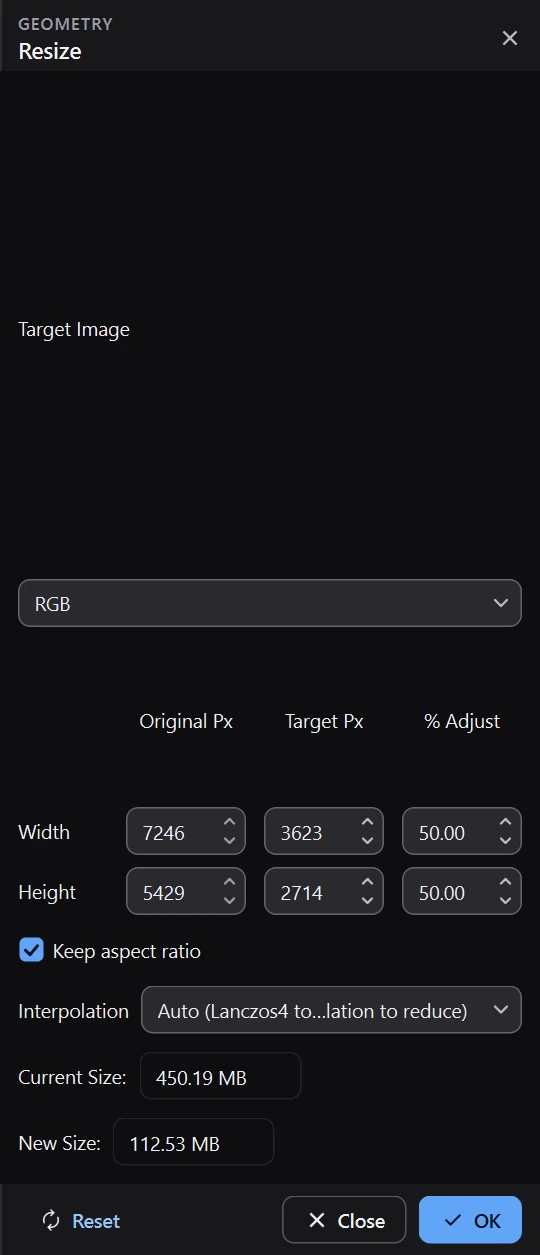 GEOMETRY
Resize
Target Image
RGB
Original Px Target Px % Adjust
Width 7246 3623 50.00
Height 5429 2714 50.00
Keep aspect ratio
Interpolation Auto (Lanczos4 to...lation to reduce)
Current Size: 450.19 MB
New Size: 112.53 MB
Reset Close OK